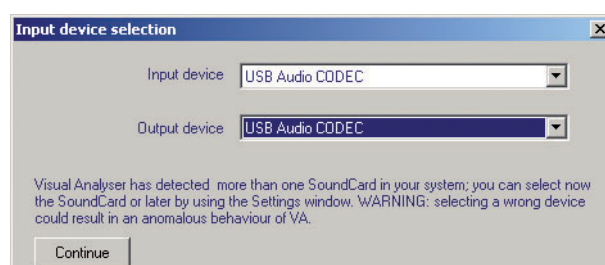 Input device selection
Input device USB Audio CODEC
Output device USB Audio CODEC
Visual Analyser has detected more than one SoundCard in your system; you can select now
the SoundCard or later by using the Settings window. WARNING: selecting a wrong device
could result in an anomalous behaviour of VA.
Continue